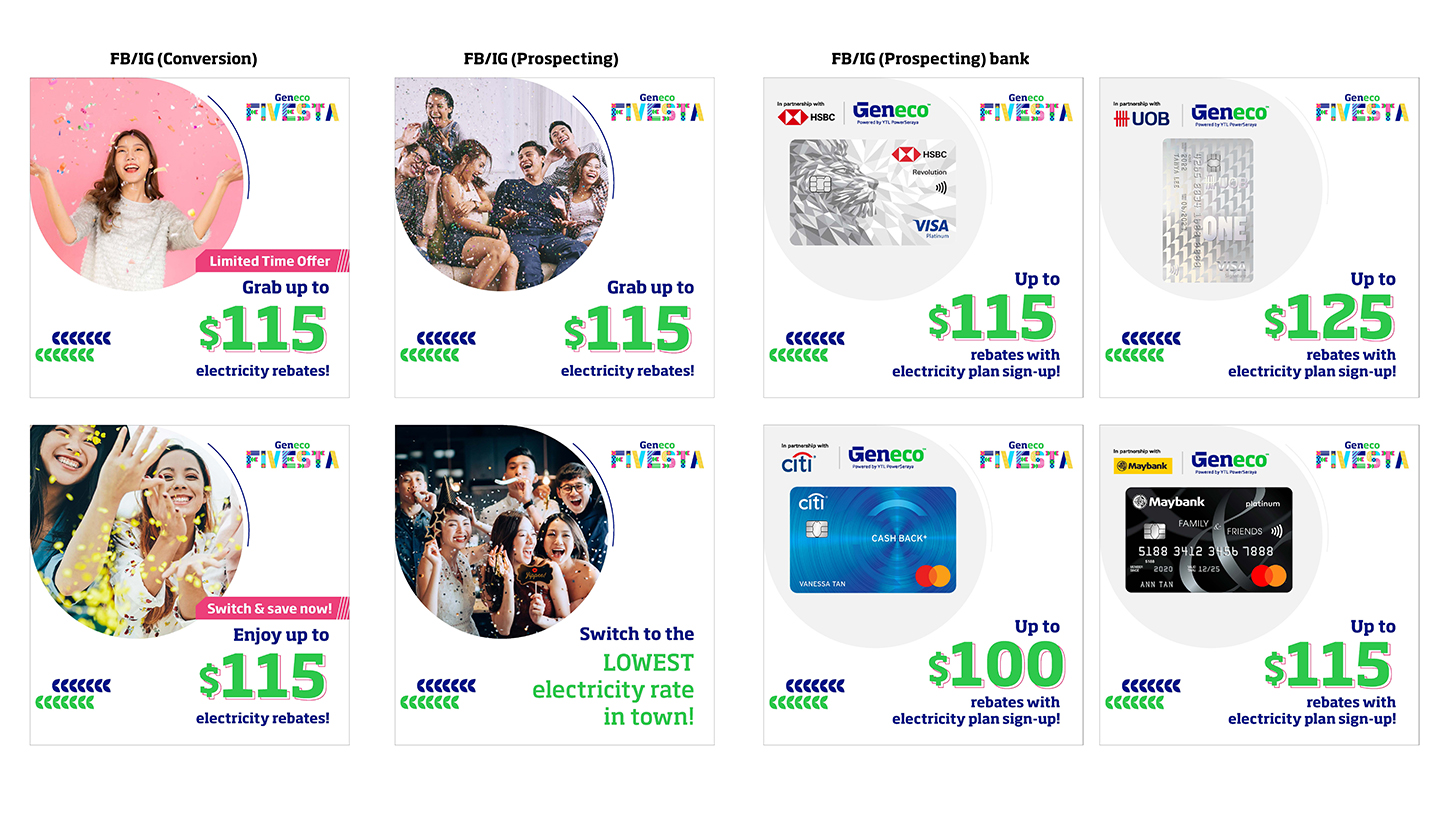 FB/IG (Conversion)
FB/IG (Prospecting)
FB/IG (Prospecting) bank
Geneco
FIVESTA
Limited Time Offer
Grab up to
$115
electricity rebates!
Geneco
FIVESTA
Grab up to
$115
electricity rebates!
In partnership with
HSBC
Geneco™
Powered by YTL PowerSeraya
Geneco
FIVESTA
HSBC
Revolution
VISA
Platinum
Up to
$115
rebates with
electricity plan sign-up!
In partnership with
UOB
Geneco™
Powered by YTL PowerSeraya
Geneco
FIVESTA
UOB
ONE
VISA
Up to
$125
rebates with
electricity plan sign-up!
Geneco
FIVESTA
Switch & save now!
Enjoy up to
$115
electricity rebates!
Geneco
FIVESTA
Switch to the
LOWEST
electricity rate
in town!
In partnership with
citi®
Geneco™
Powered by YTL PowerSeraya
Geneco
FIVESTA
citi®
CASH BACK+
VANESSA TAN
Up to
$100
rebates with
electricity plan sign-up!
In partnership with
Maybank
Geneco™
Powered by YTL PowerSeraya
Geneco
FIVESTA
Maybank
platinum
FAMILY & FRIENDS
5188 3412 3456 7888
5188
2020
12/25
ANN TAN
Up to
$115
rebates with
electricity plan sign-up!